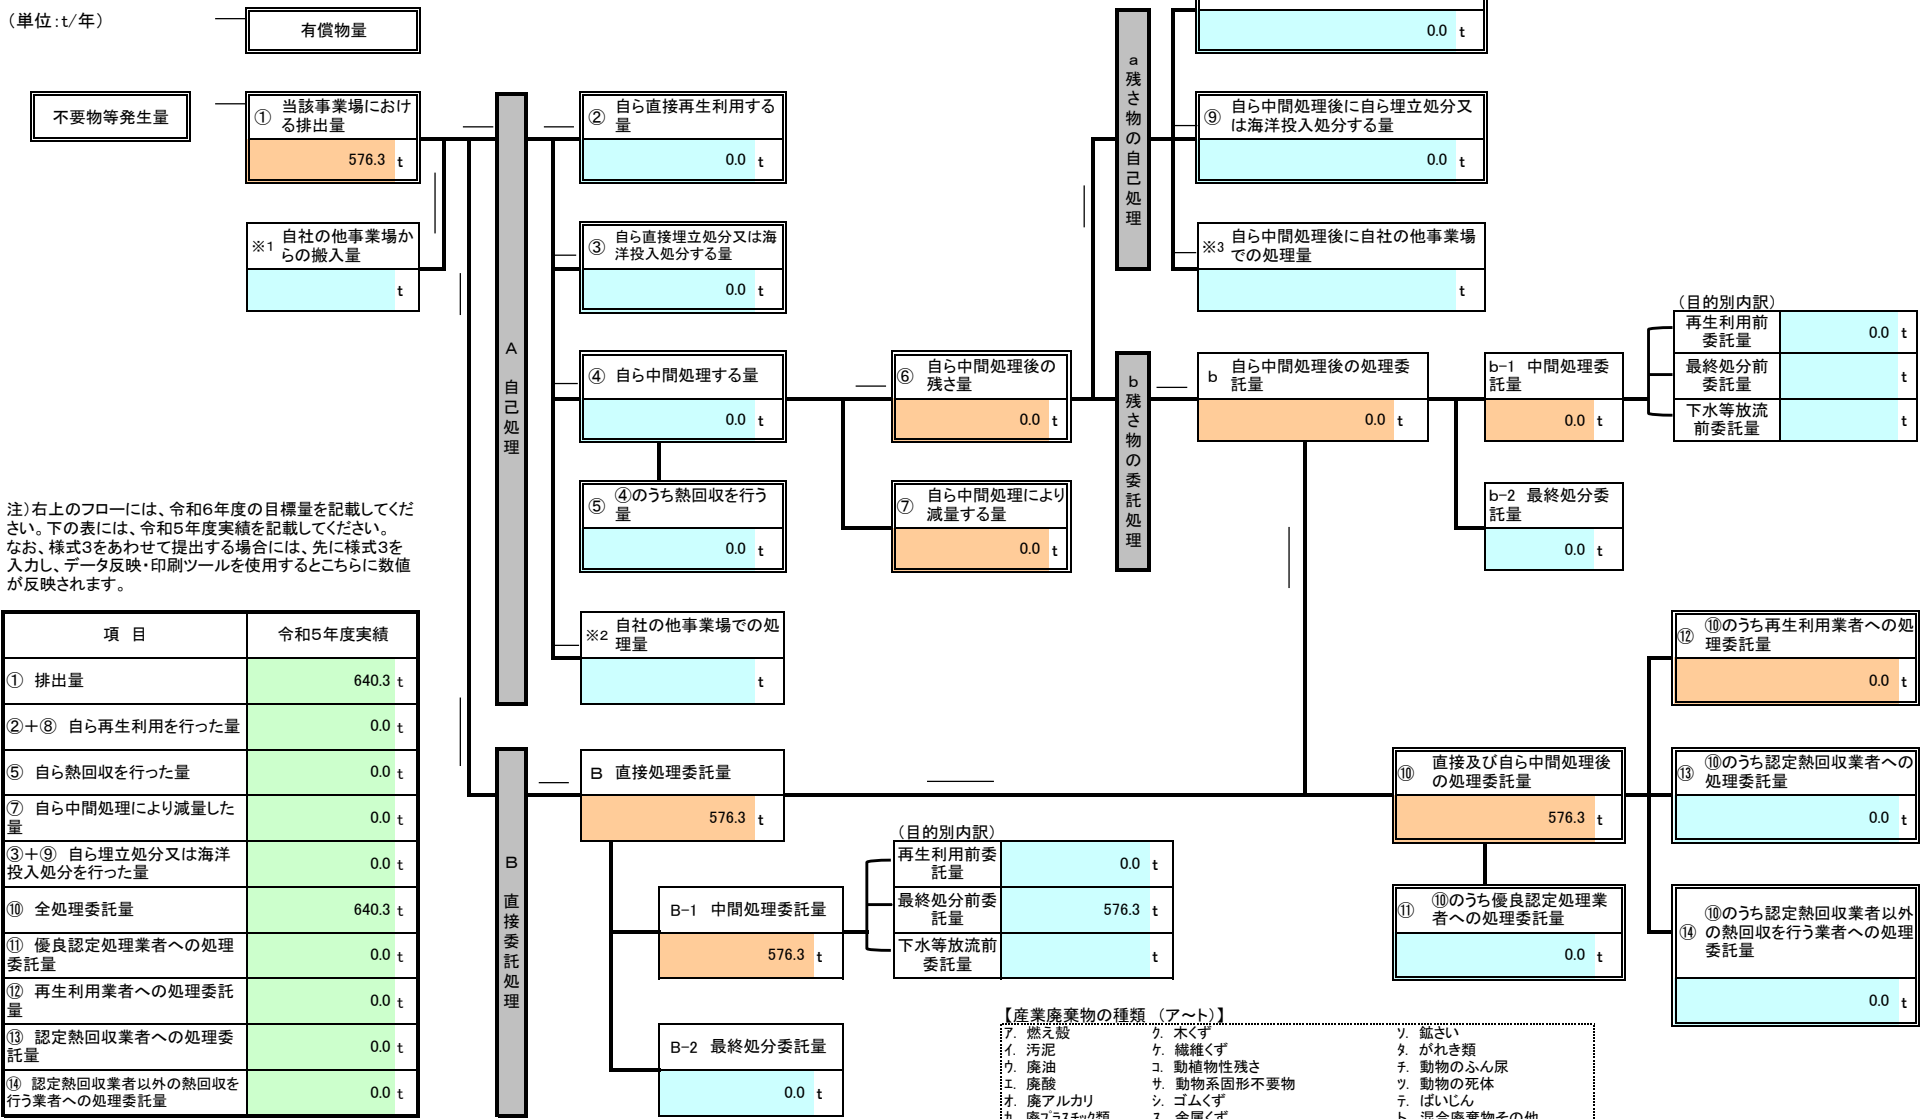 （単位：t/年）
有償物量
不要物等発生量
① 当該事業場におけ
る排出量
576.3 t
※1 自社の他事業場か
らの搬入量
t
A 自己処理
② 自ら直接再生利用する
量
0.0 t
③ 自ら直接埋立処分又は海
洋投入処分する量
0.0 t
④ 自ら中間処理する量
0.0 t
⑤ ④のうち熱回収を行う
量
0.0 t
※2 自社の他事業場での処
理量
t
⑥ 自ら中間処理後の
残さ量
0.0 t
⑦ 自ら中間処理により
減量する量
0.0 t
a 残さ物の自己処理
0.0 t
⑨ 自ら中間処理後に自ら埋立処分又
は海洋投入処分する量
0.0 t
※3 自ら中間処理後に自社の他事業場
での処理量
t
b 残さ物の委託処理
b 自ら中間処理後の処理委
託量
0.0 t
b-1 中間処理委
託量
0.0 t
b-2 最終処分委
託量
0.0 t
（目的別内訳）
再生利用前
委託量
0.0 t
最終処分前
委託量
t
下水等放流
前委託量
t
注）右上のフローには、令和６年度の目標量を記載してくだ
さい。下の表には、令和５年度実績を記載してください。
なお、様式３をあわせて提出する場合には、先に様式３を
入力し、データ反映・印刷ツールを使用するとこちらに数値
が反映されます。
項 目 令和５年度実績
① 排出量 640.3 t
②＋⑧ 自ら再生利用を行った量 0.0 t
⑤ 自ら熱回収を行った量 0.0 t
⑦ 自ら中間処理により減量した
量 0.0 t
③＋⑨ 自ら埋立処分又は海洋
投入処分を行った量 0.0 t
⑩ 全処理委託量 640.3 t
⑪ 優良認定処理業者への処理
委託量 0.0 t
⑫ 再生利用業者への処理委託
量 0.0 t
⑬ 認定熱回収業者への処理委
託量 0.0 t
⑭ 認定熱回収業者以外の熱回収を
行う業者への処理委託量 0.0 t
B 直接委託処理
B 直接処理委託量
576.3 t
B-1 中間処理委託量
576.3 t
B-2 最終処分委託量
0.0 t
（目的別内訳）
再生利用前委
託量
0.0 t
最終処分前委
託量
576.3 t
下水等放流前
委託量
t
⑩ 直接及び自ら中間処理後
の処理委託量
576.3 t
⑪ ⑩のうち優良認定処理業
者への処理委託量
0.0 t
⑫ ⑩のうち再生利用業者への処
理委託量
0.0 t
⑬ ⑩のうち認定熱回収業者への
処理委託量
0.0 t
⑭ ⑩のうち認定熱回収業者以外
の熱回収を行う業者への処理
委託量
0.0 t
【産業廃棄物の種類 （ア～ト）】
ア． 燃え殻 ク． 木くず ソ． 鉱さい
イ． 汚泥 ケ． 繊維くず タ． がれき類
ウ． 廃油 コ． 動植物性残さ チ． 動物のふん尿
エ． 廃酸 サ． 動物系固形不要物 ツ． 動物の死体
オ． 廃アルカリ シ． ゴムくず テ． ばいじん
カ． 廃プラスチック類 ス． 金属くず ト． 混合廃棄物その他